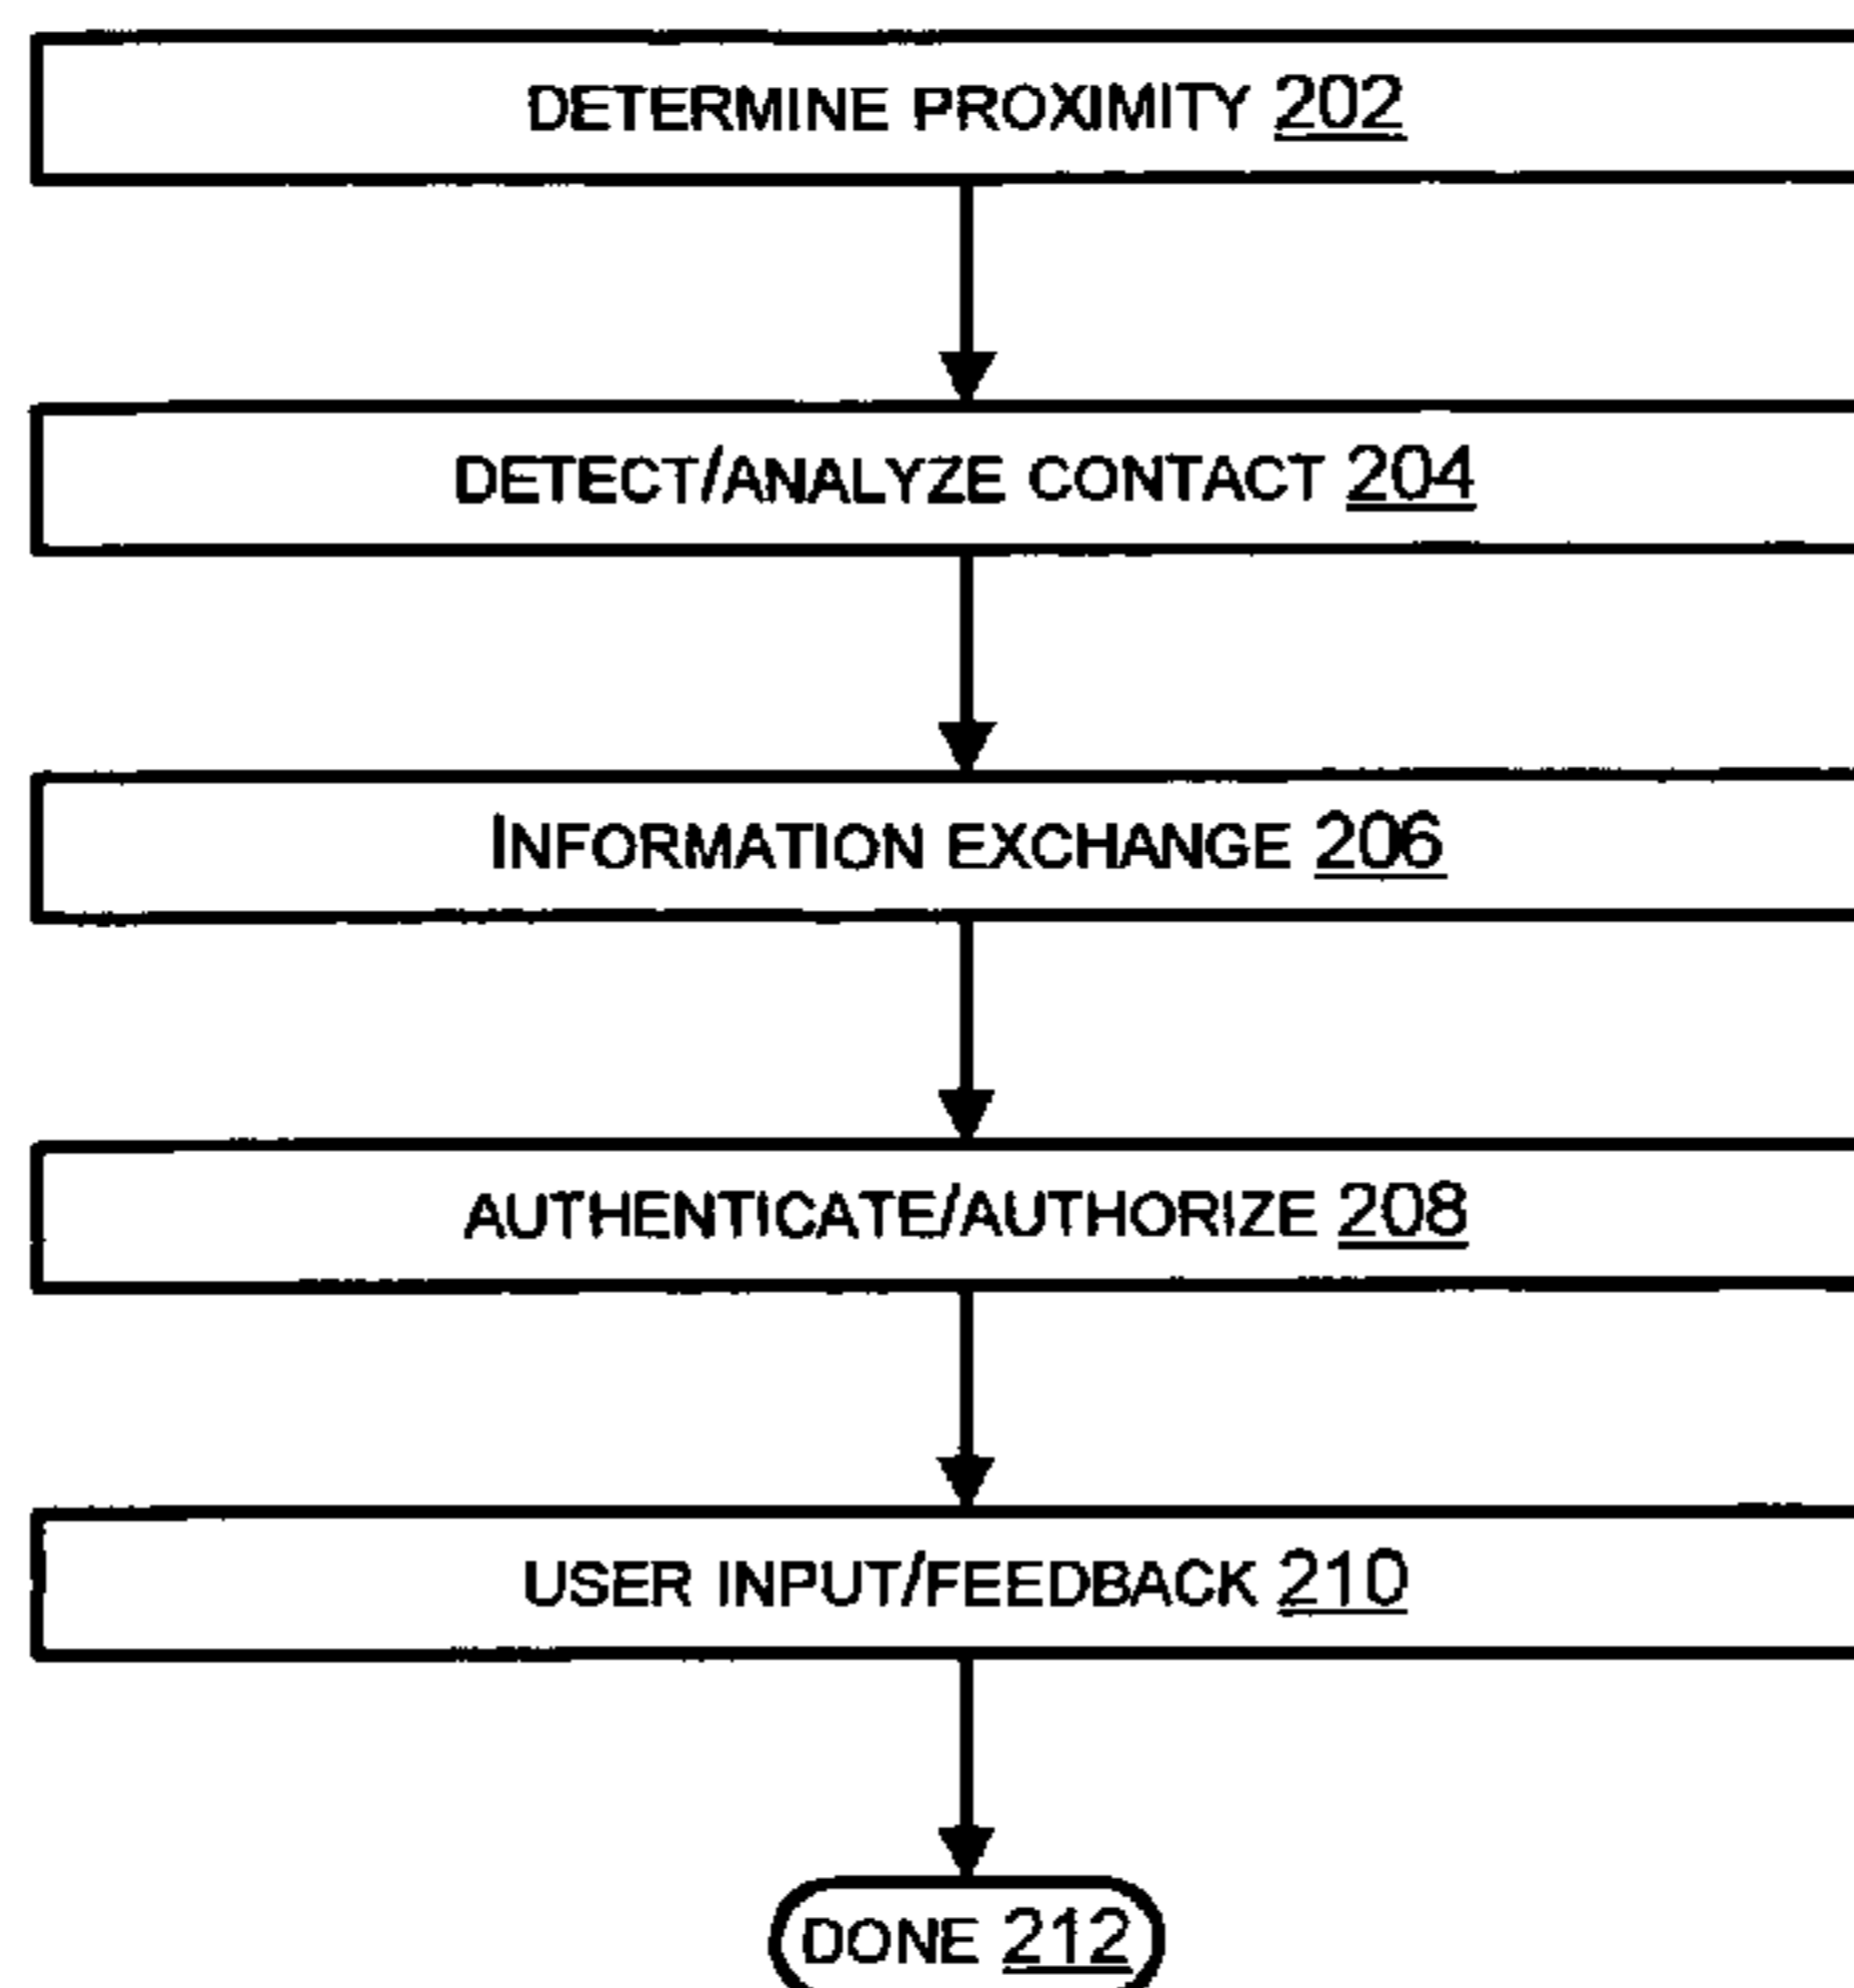 DETERMINE PROXIMITY 202
DETECT/ANALYZE CONTACT 204
INFORMATION EXCHANGE 206
AUTHENTICATE/AUTHORIZE 208
USER INPUT/FEEDBACK 210
DONE 212